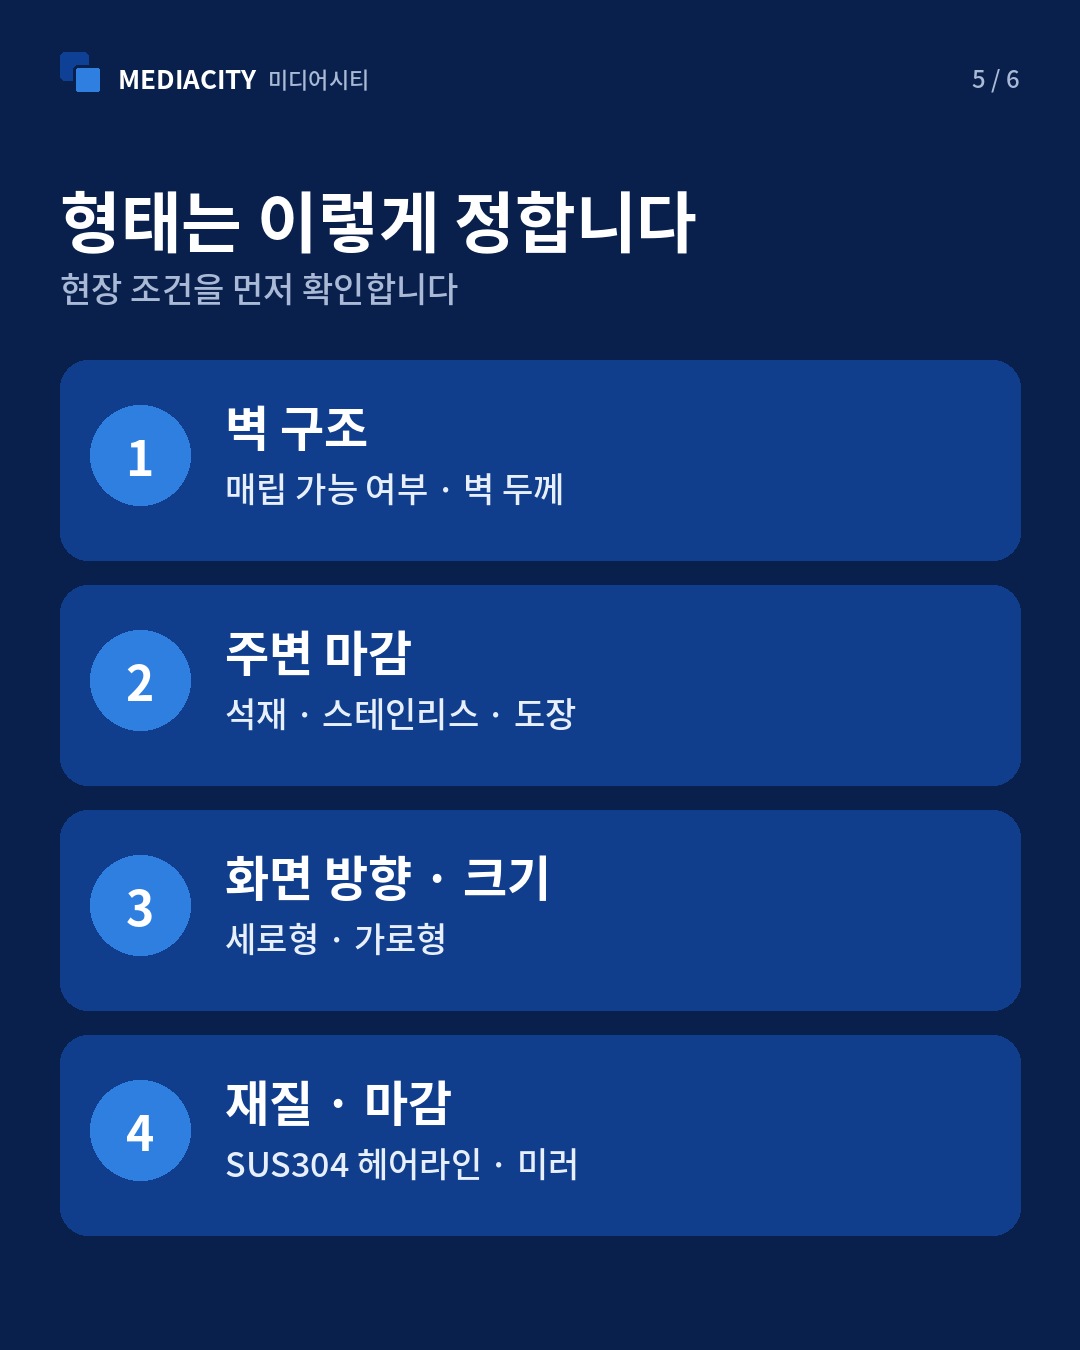 MEDIACITY 미디어시티
5 / 6
형태는 이렇게 정합니다
현장 조건을 먼저 확인합니다
1
벽 구조
매립 가능 여부 · 벽 두께
2
주변 마감
석재 · 스테인리스 · 도장
3
화면 방향 · 크기
세로형 · 가로형
4
재질 · 마감
SUS304 헤어라인 · 미러